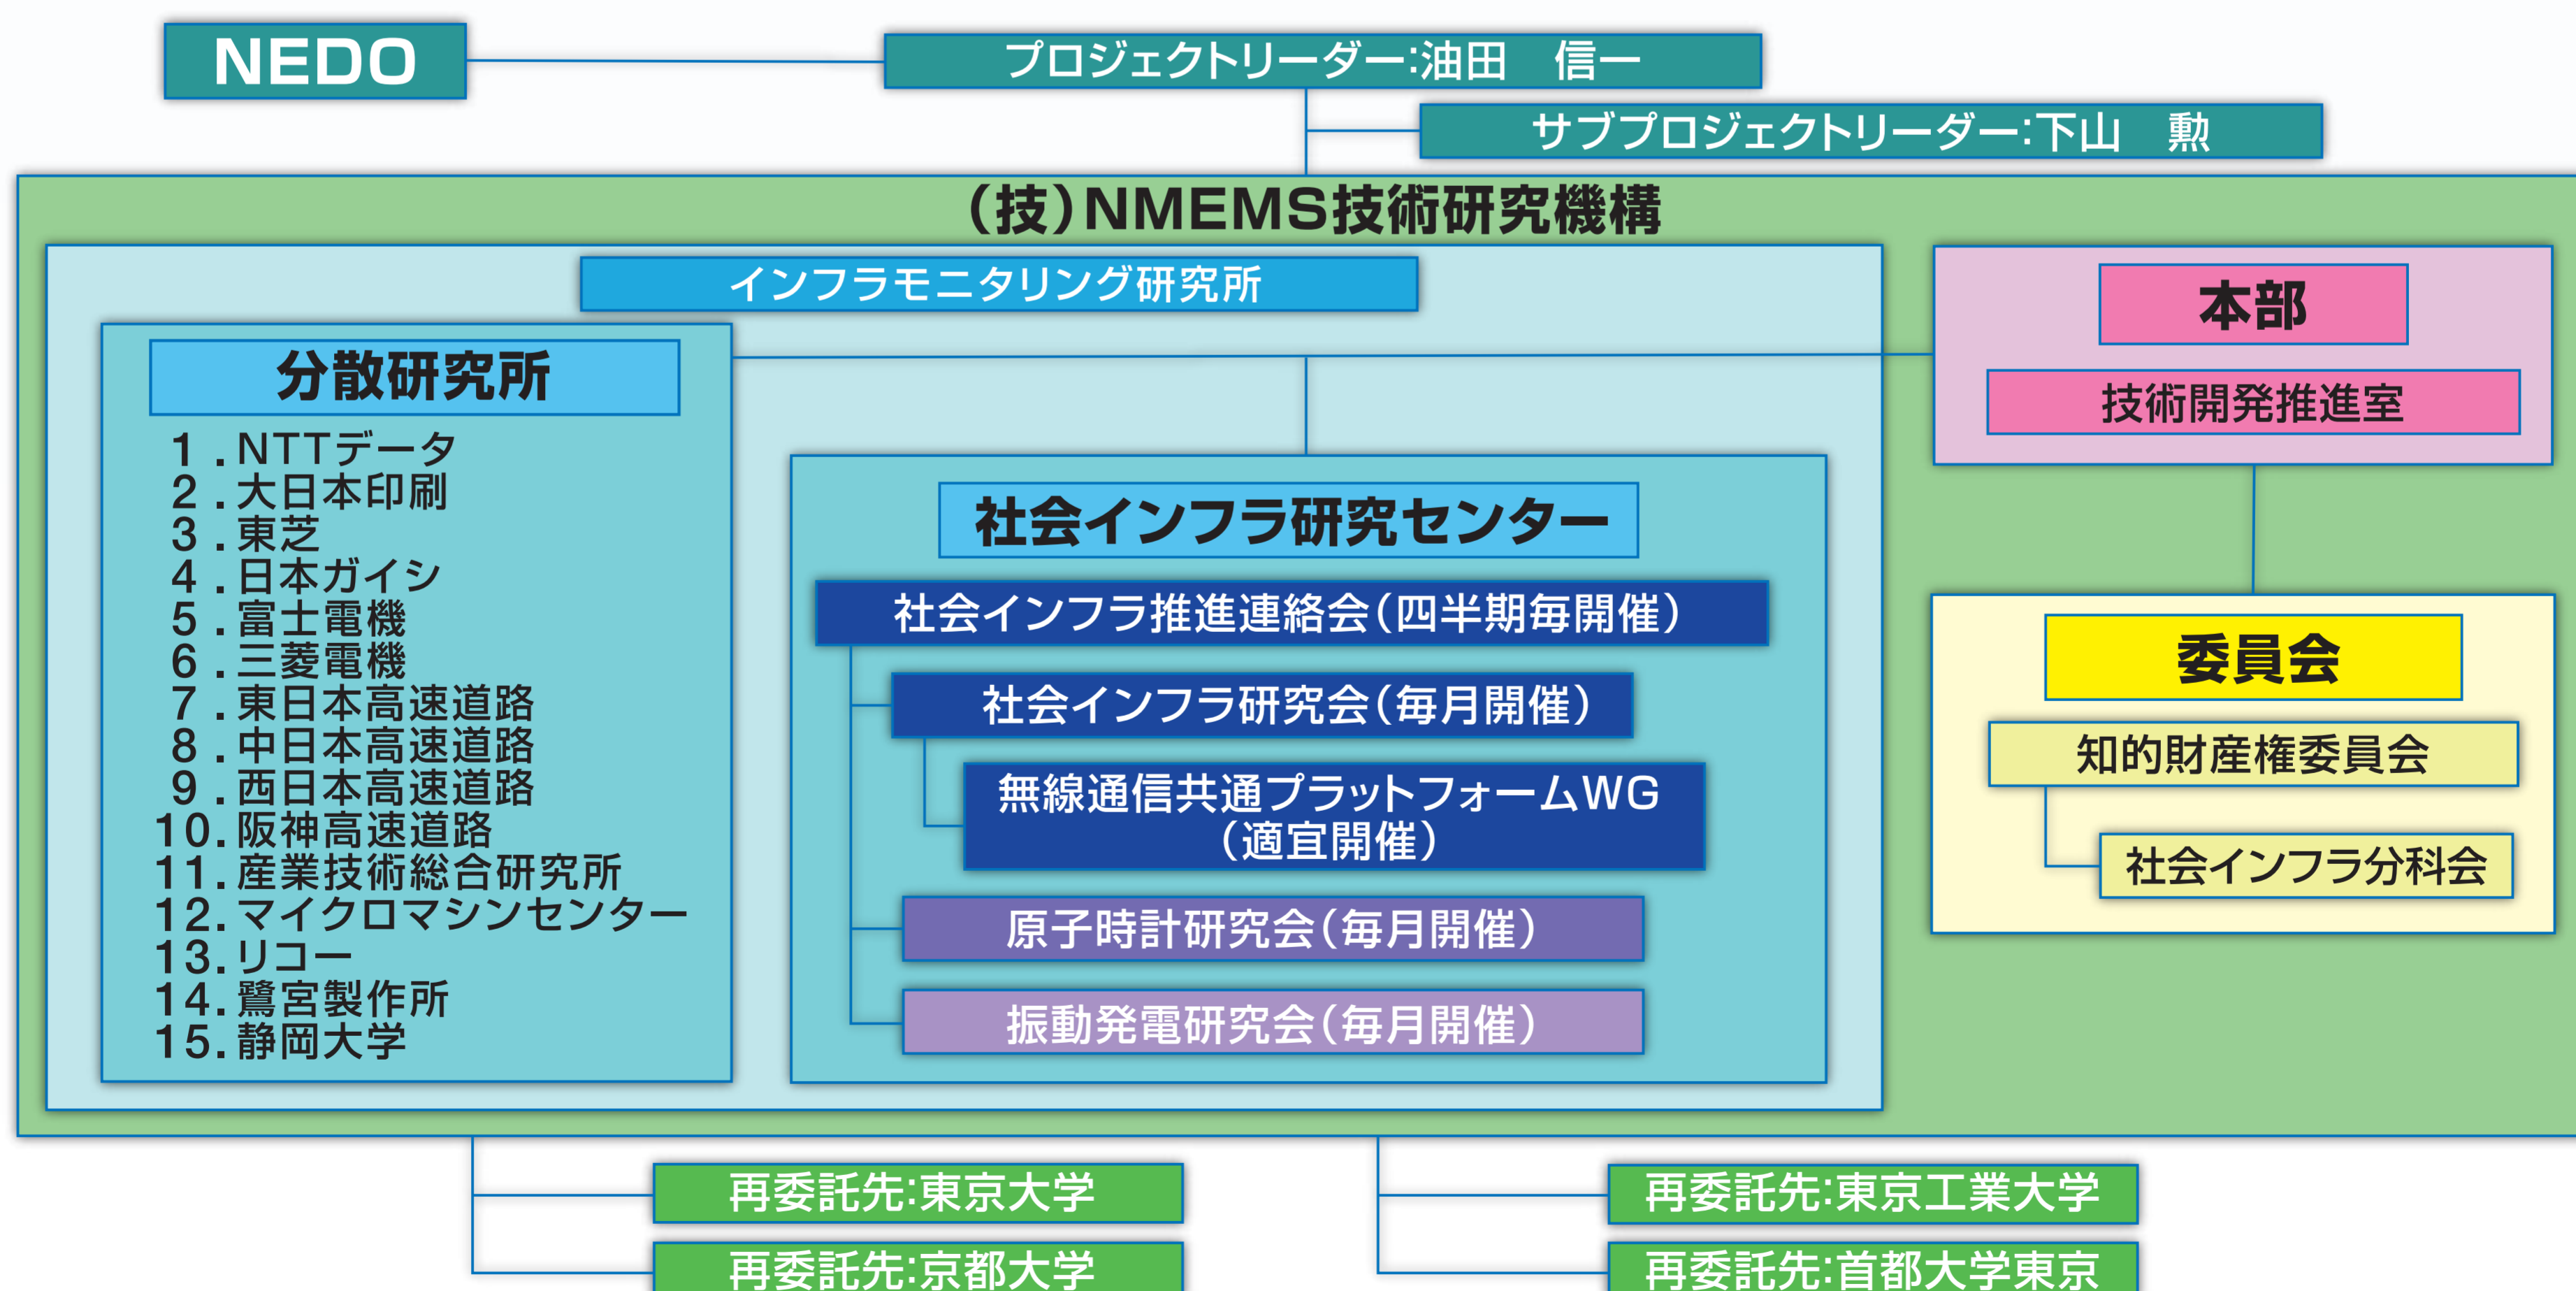 NEDO
プロジェクトリーダー:油田　信一
サブプロジェクトリーダー:下山　勲
（技）NMEMS技術研究機構
インフラモニタリング研究所
分散研究所
1.NTTデータ
2.大日本印刷
3.東芝
4.日本ガイシ
5.富士電機
6.三菱電機
7.東日本高速道路
8.中日本高速道路
9.西日本高速道路
10.阪神高速道路
11.産業技術総合研究所
12.マイクロマシンセンター
13.リコー
14.鷺宮製作所
15.静岡大学
社会インフラ研究センター
社会インフラ推進連絡会（四半期毎開催）
社会インフラ研究会（毎月開催）
無線通信共通プラットフォームWG
（適宜開催）
原子時計研究会（毎月開催）
振動発電研究会（毎月開催）
本部
技術開発推進室
委員会
知的財産権委員会
社会インフラ分科会
再委託先:東京大学
再委託先:京都大学
再委託先:東京工業大学
再委託先:首都大学東京